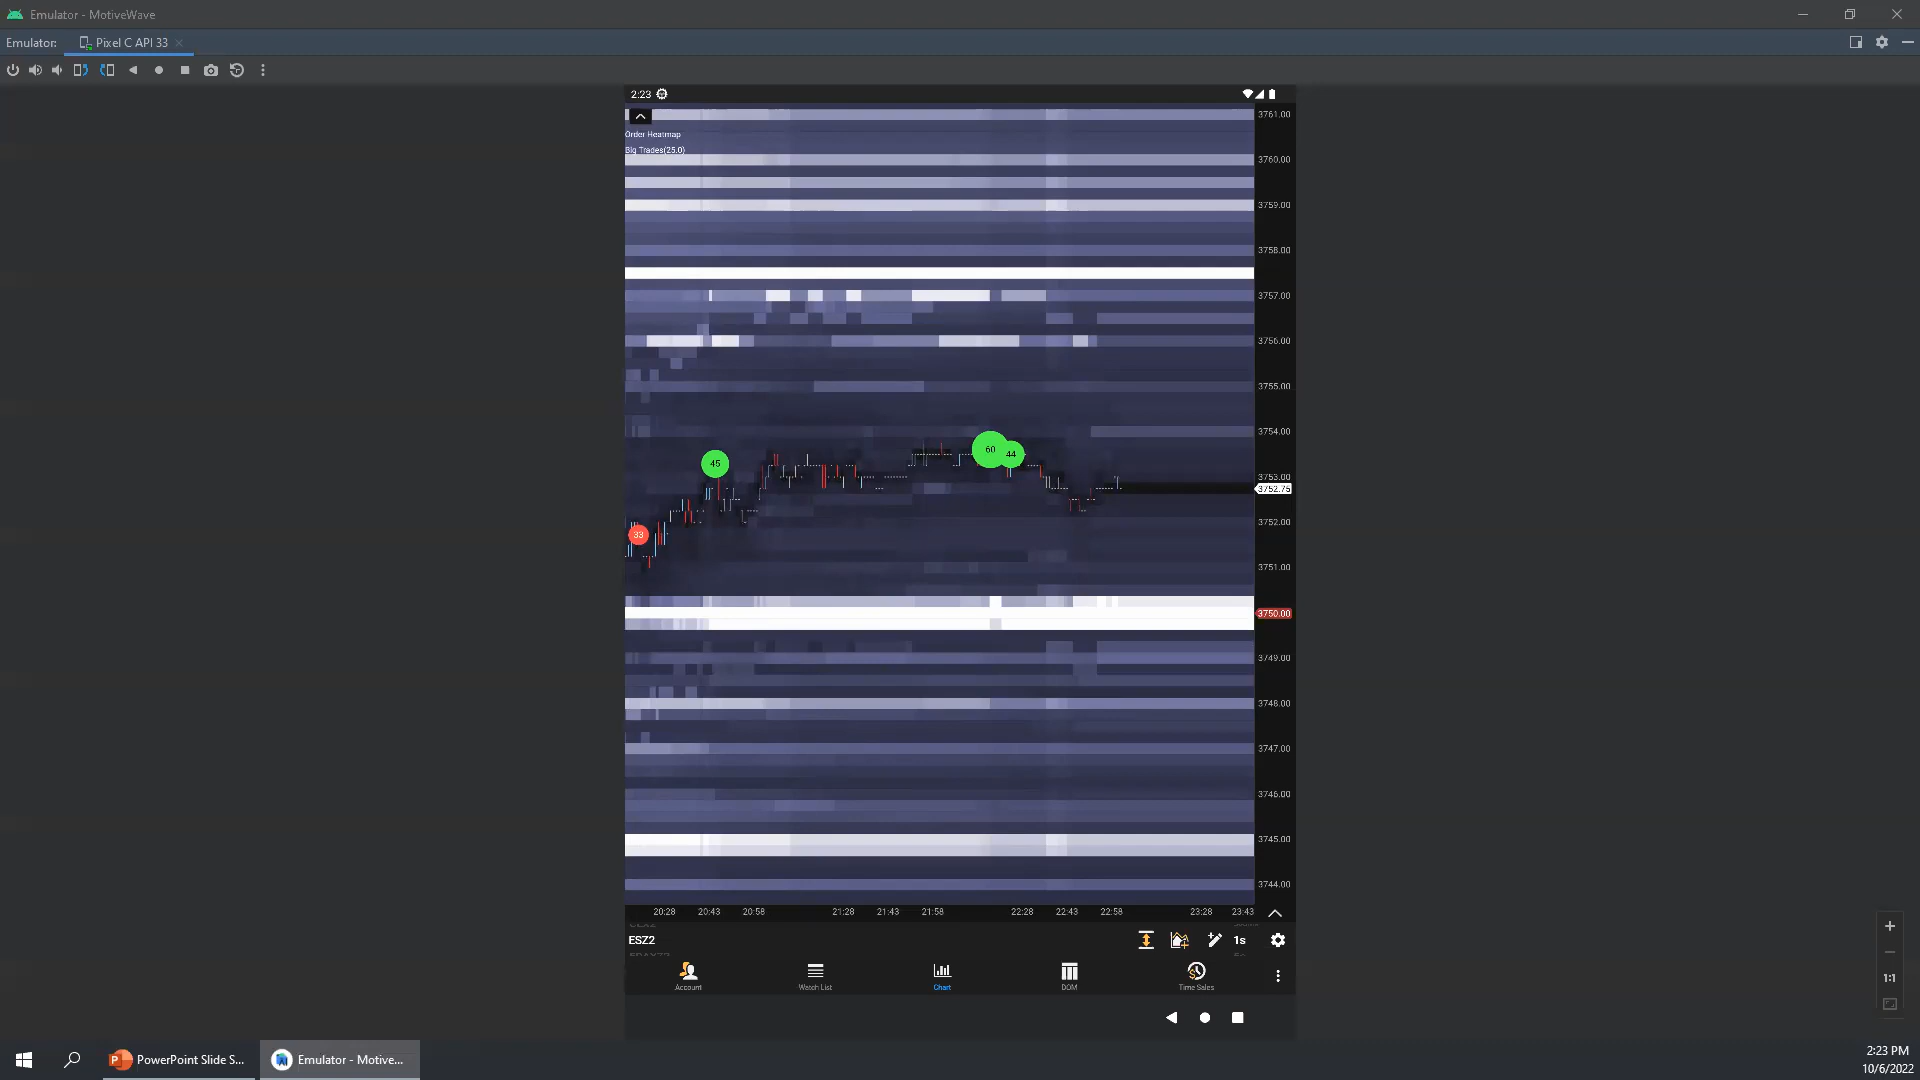 Emulator - MotiveWave
Emulator:
Pixel C API 33
2:23
Order Heatmap
Big Trades(25.0)
3761.00
3760.00
3759.00
3758.00
3757.00
3756.00
3755.00
3754.00
3753.00
3752.75
3752.00
3751.00
3750.00
3749.00
3748.00
3747.00
3746.00
3745.00
3744.00
60
44
45
33
20:28 20:43 20:58 21:28 21:43 21:58 22:28 22:43 22:58 23:28 23:43
ESZ2
1s
Account
Watch List
Chart
DOM
Time Sales
1:1
PowerPoint Slide S...
Emulator - Motive...
2:23 PM
10/6/2022